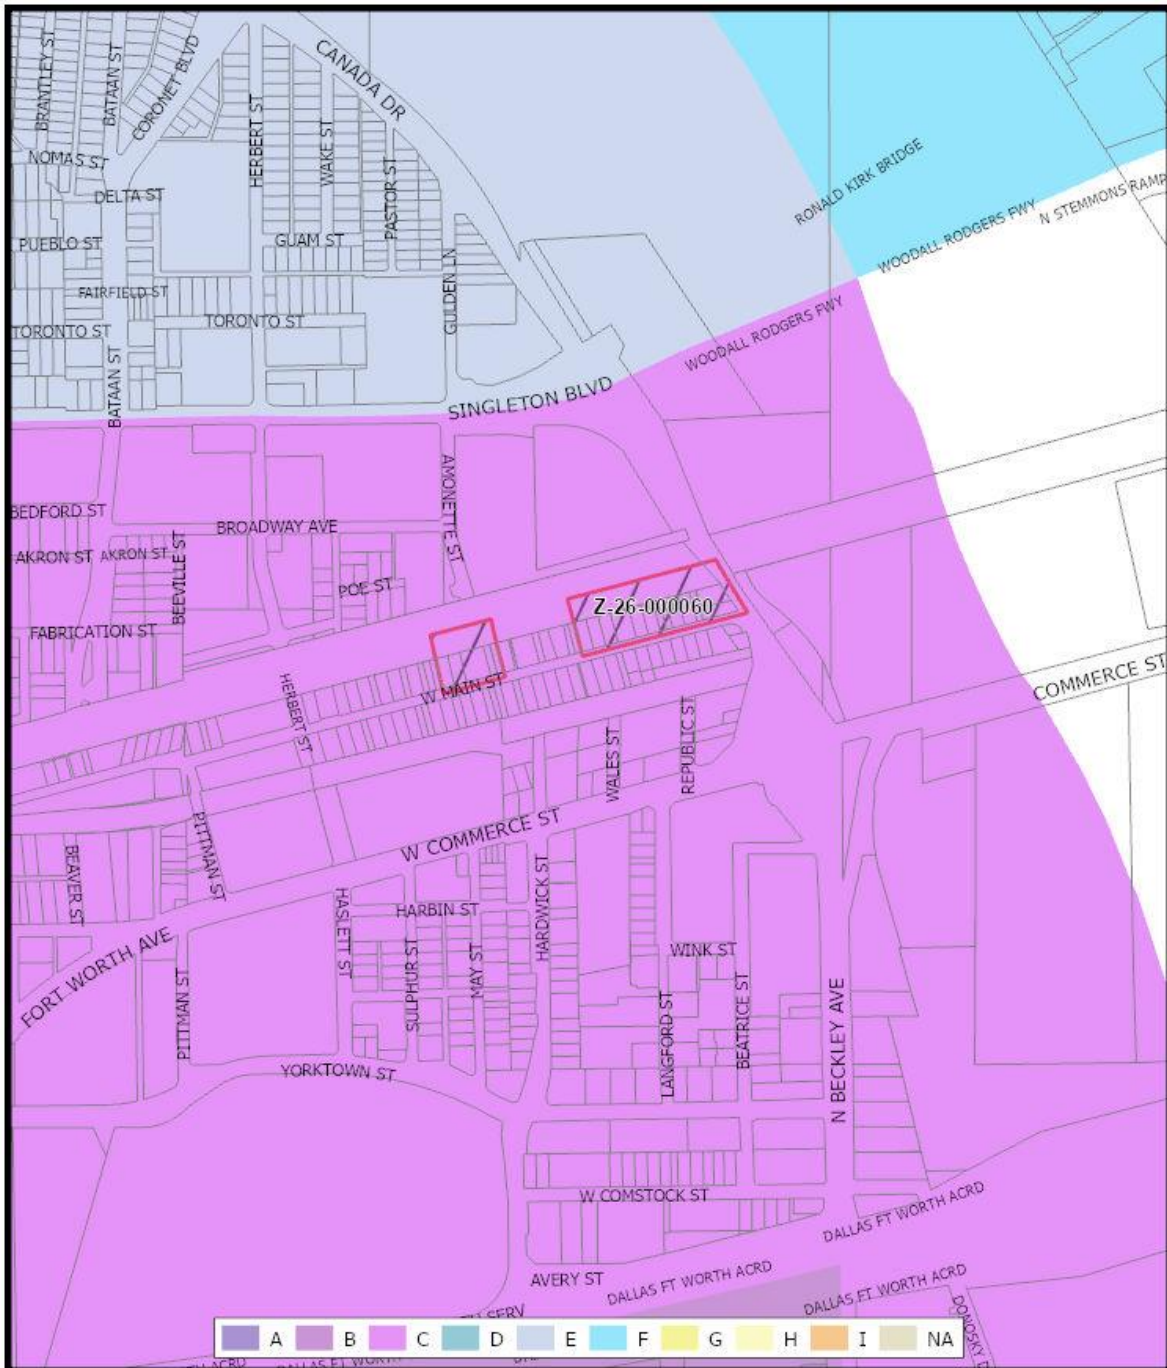 BRANTLEY ST
BATAAN ST
CORONET BLVD
CANADA DR
HERBERT ST
WAKE ST
PASTOR ST
NOMAS ST
DELTA ST
PUEBLO ST
GUAM ST
GULDEN LN
FAIRFIELD ST
TORONTO ST
TORONTO ST
BATAAN ST
RONALD KIRK BRIDGE
WOODALL RODGERS FWY
N STEMMONS RAMP
WOODALL RODGERS FWY
SINGLETON BLVD
AMONETTE ST
BEDFORD ST
BROADWAY AVE
AKRON ST
AKRON ST
BEEVILLE ST
POE ST
FABRICATION ST
Z-26-000060
W MAIN ST
HERBERT ST
COMMERCE ST
WALES ST
REPUBLIC ST
PITTMAN ST
W COMMERCE ST
BEAVER ST
HASLETT ST
HARBIN ST
HARDWICK ST
FORT WORTH AVE
PITTMAN ST
SULPHUR ST
MAY ST
WINK ST
LANGFORD ST
BEATRICE ST
N BECKLEY AVE
YORKTOWN ST
W COMSTOCK ST
DALLAS FT WORTH ACRD
AVERY ST
DALLAS FT WORTH ACRD
DALLAS FT WORTH ACRD
SERV
A B C D E F G H I NA